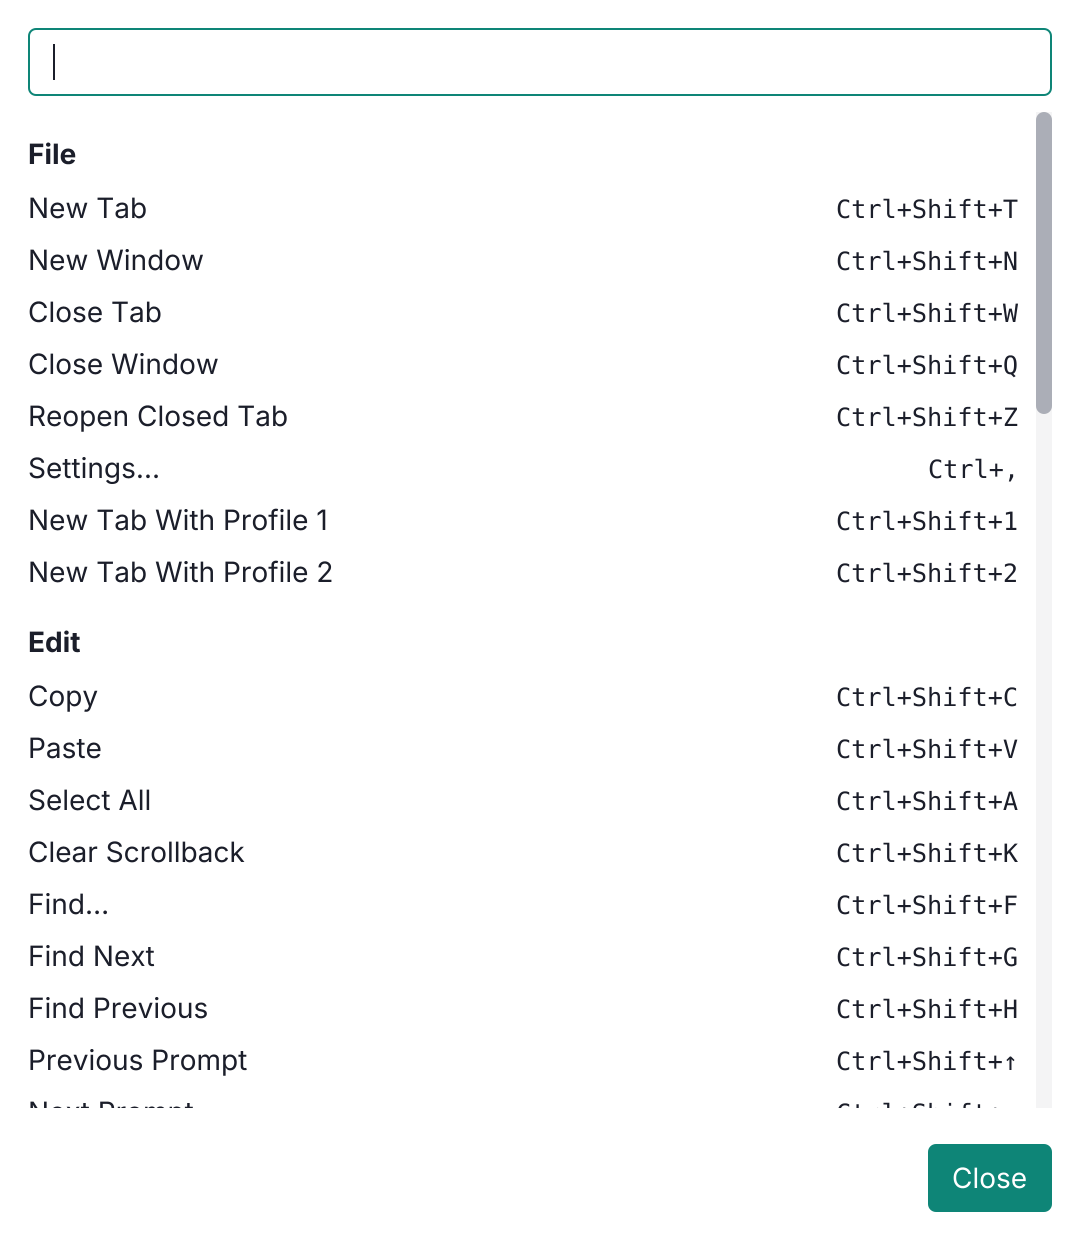 File
New Tab Ctrl+Shift+T
New Window Ctrl+Shift+N
Close Tab Ctrl+Shift+W
Close Window Ctrl+Shift+Q
Reopen Closed Tab Ctrl+Shift+Z
Settings... Ctrl+,
New Tab With Profile 1 Ctrl+Shift+1
New Tab With Profile 2 Ctrl+Shift+2
Edit
Copy Ctrl+Shift+C
Paste Ctrl+Shift+V
Select All Ctrl+Shift+A
Clear Scrollback Ctrl+Shift+K
Find... Ctrl+Shift+F
Find Next Ctrl+Shift+G
Find Previous Ctrl+Shift+H
Previous Prompt Ctrl+Shift+↑
Next Prompt
Close